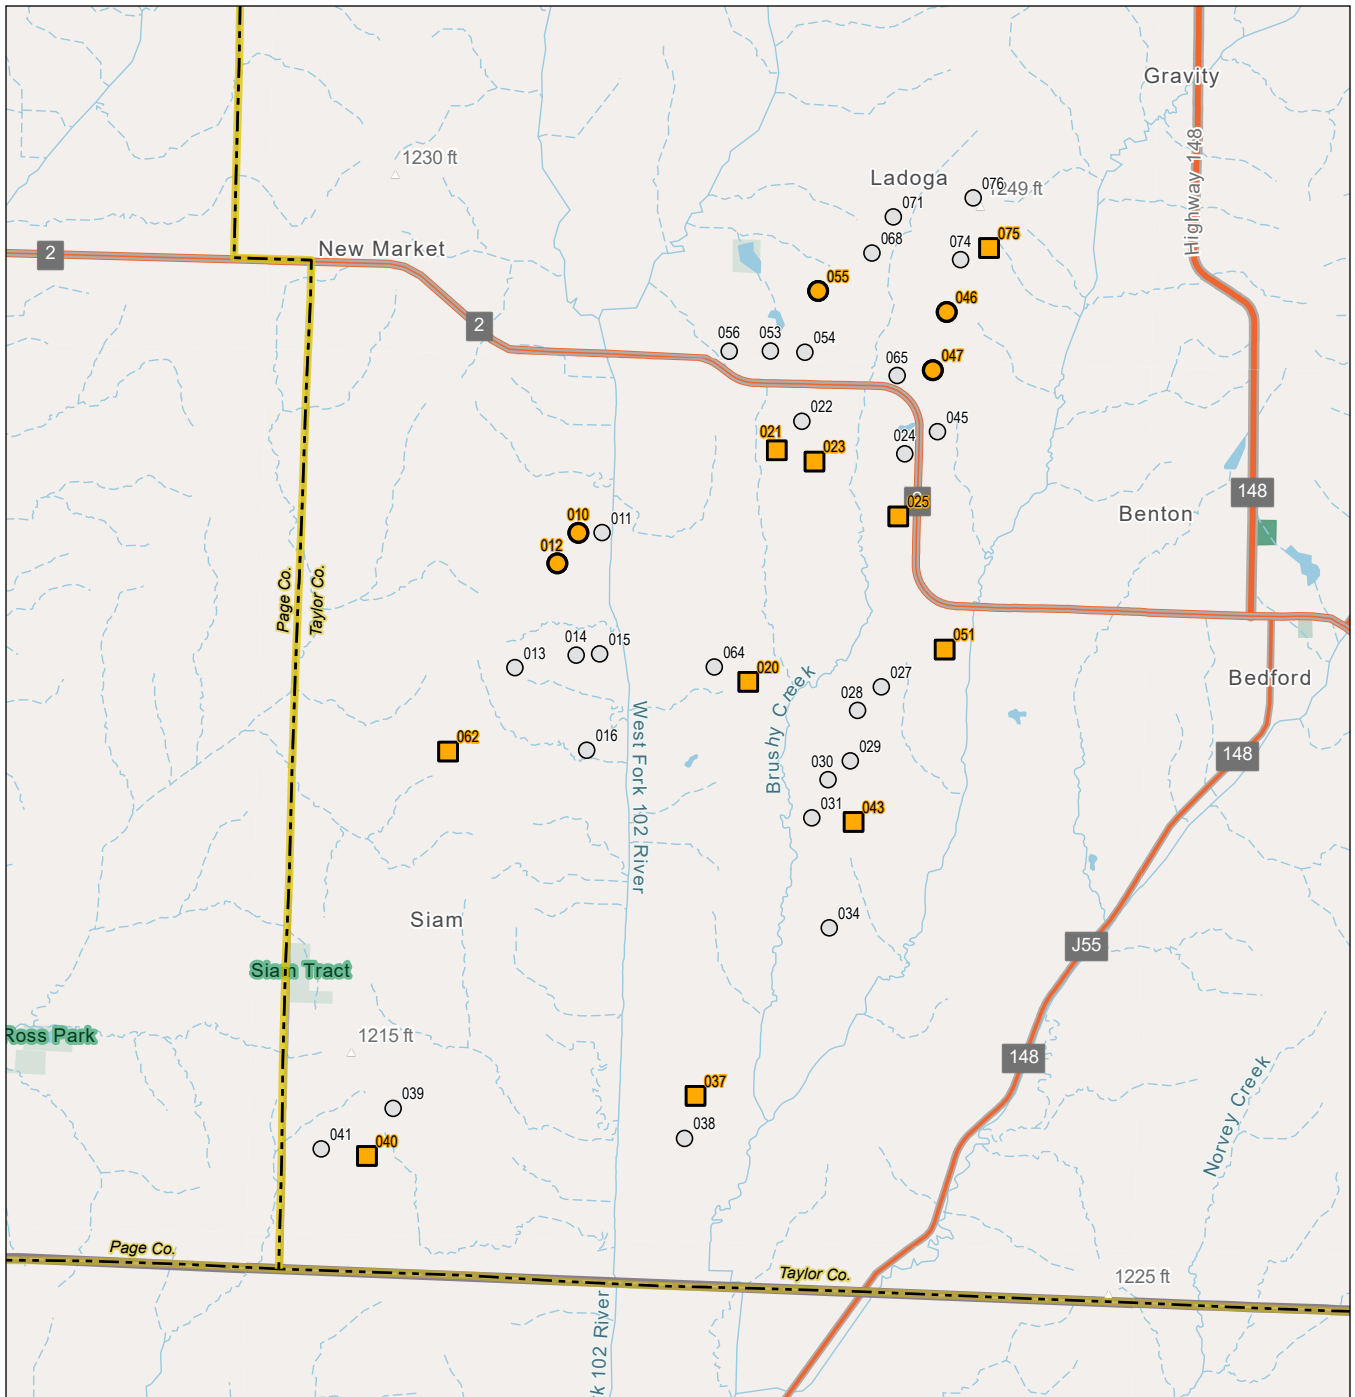 Gravity
Highway 148
1230 ft
Ladoga
076
1249 ft
071
075
074
068
2
New Market
055
046
2
056
053
054
065
047
022
045
021
023
024
148
2
025
Benton
010
011
012
Page Co.
Taylor Co.
051
014
015
013
064
020
027
Bedford
028
Brushy Creek
West Fork 102 River
062
016
029
030
148
031
043
Siam
034
J55
Siam Tract
Ross Park
1215 ft
148
Norvey Creek
037
039
038
041
040
Page Co.
Taylor Co.
1225 ft
rk 102 River